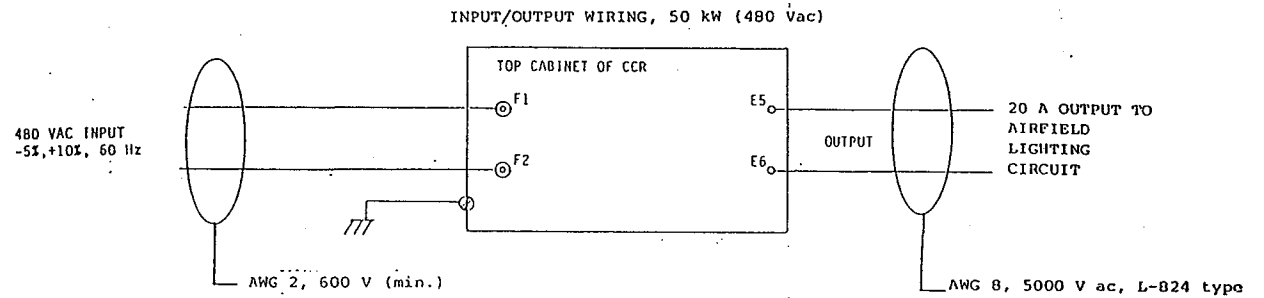 INPUT/OUTPUT WIRING, 50 kW (480 Vac)
TOP CABINET OF CCR
F1
F2
E5
E6
OUTPUT
480 VAC INPUT
-5%,+10%, 60 Hz
20 A OUTPUT TO
AIRFIELD
LIGHTING
CIRCUIT
AWG 2, 600 V (min.)
AWG 8, 5000 V ac, L-824 type